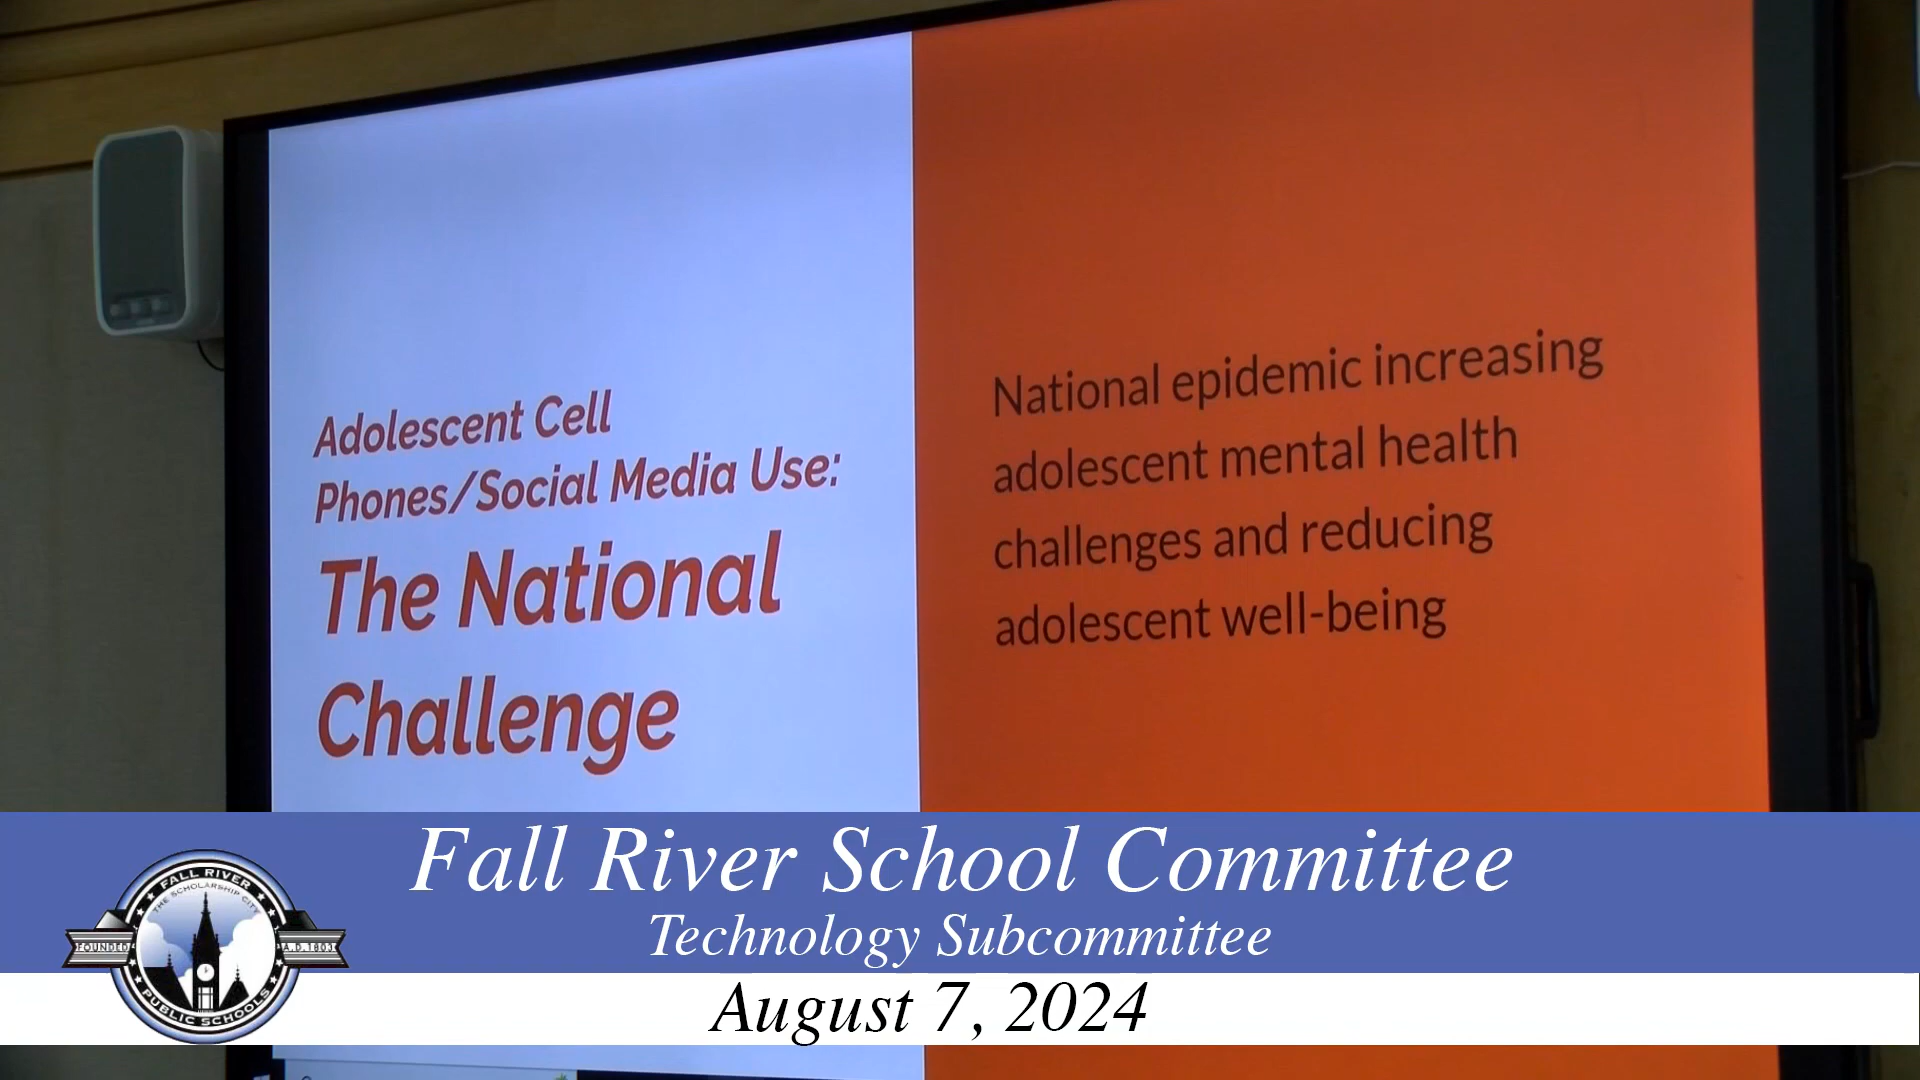 Adolescent Cell
Phones/Social Media Use:
The National
Challenge
National epidemic increasing
adolescent mental health
challenges and reducing
adolescent well-being
Fall River School Committee
Technology Subcommittee
August 7, 2024
FALL RIVER
THE SCHOLARSHIP CITY
FOUNDED
A.D. 1803
PUBLIC SCHOOLS